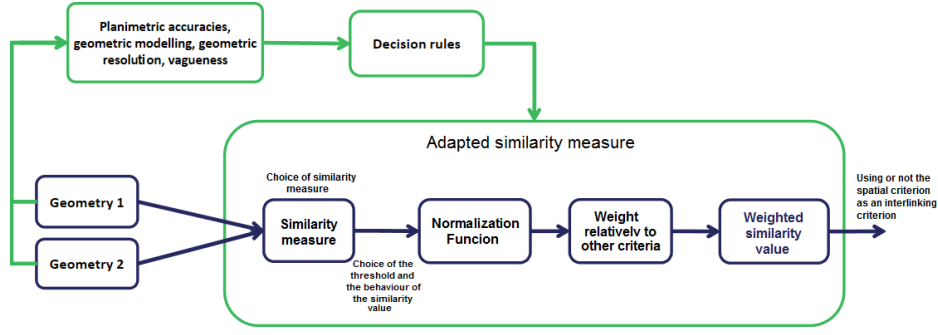 Planimetric accuracies,
geometric modelling, geometric
resolution, vagueness
Decision rules
Adapted similarity measure
Geometry 1
Geometry 2
Choice of similarity
measure
Similarity
measure
Choice of the
threshold and
the behaviour of
the similarity
value
Normalization
Funcion
Weight
relatively to
other criteria
Weighted
similarity
value
Using or not the
spatial criterion
as an interlinking
criterion